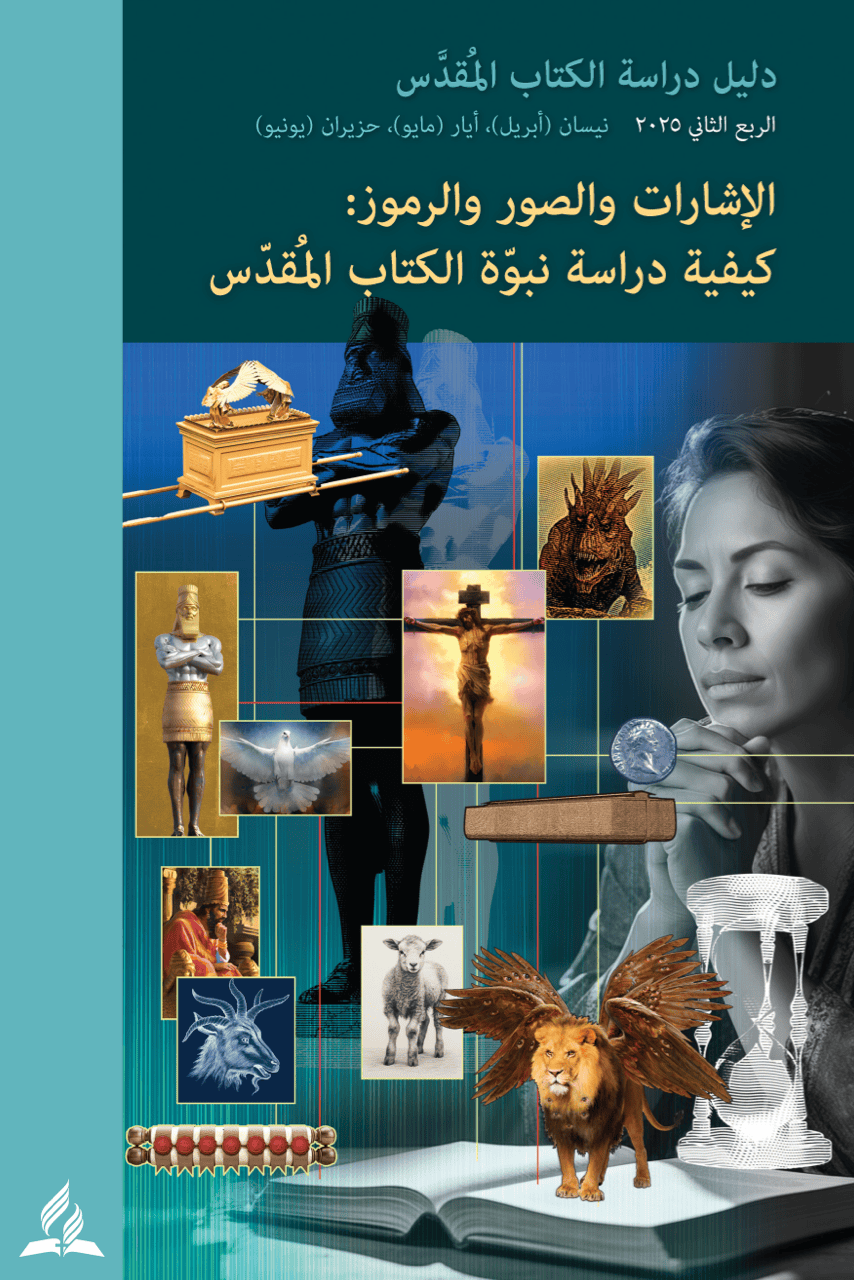 دليل دراسة الكتاب المُقدَّس
الربع الثاني ٢٠٢٥ نيسان (أبريل)، أيار (مايو)، حزيران (يونيو)
الإشارات والصور والرموز:
كيفية دراسة نبوّة الكتاب المُقدّس